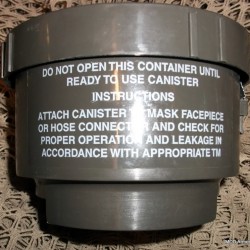 DO NOT OPEN THIS CONTAINER UNTIL
READY TO USE CANISTER
INSTRUCTIONS
ATTACH CANISTER MASK FACEPIECE
OR HOSE CONNECTOR AND CHECK FOR
PROPER OPERATION AND LEAKAGE IN
ACCORDANCE WITH APPROPRIATE TM